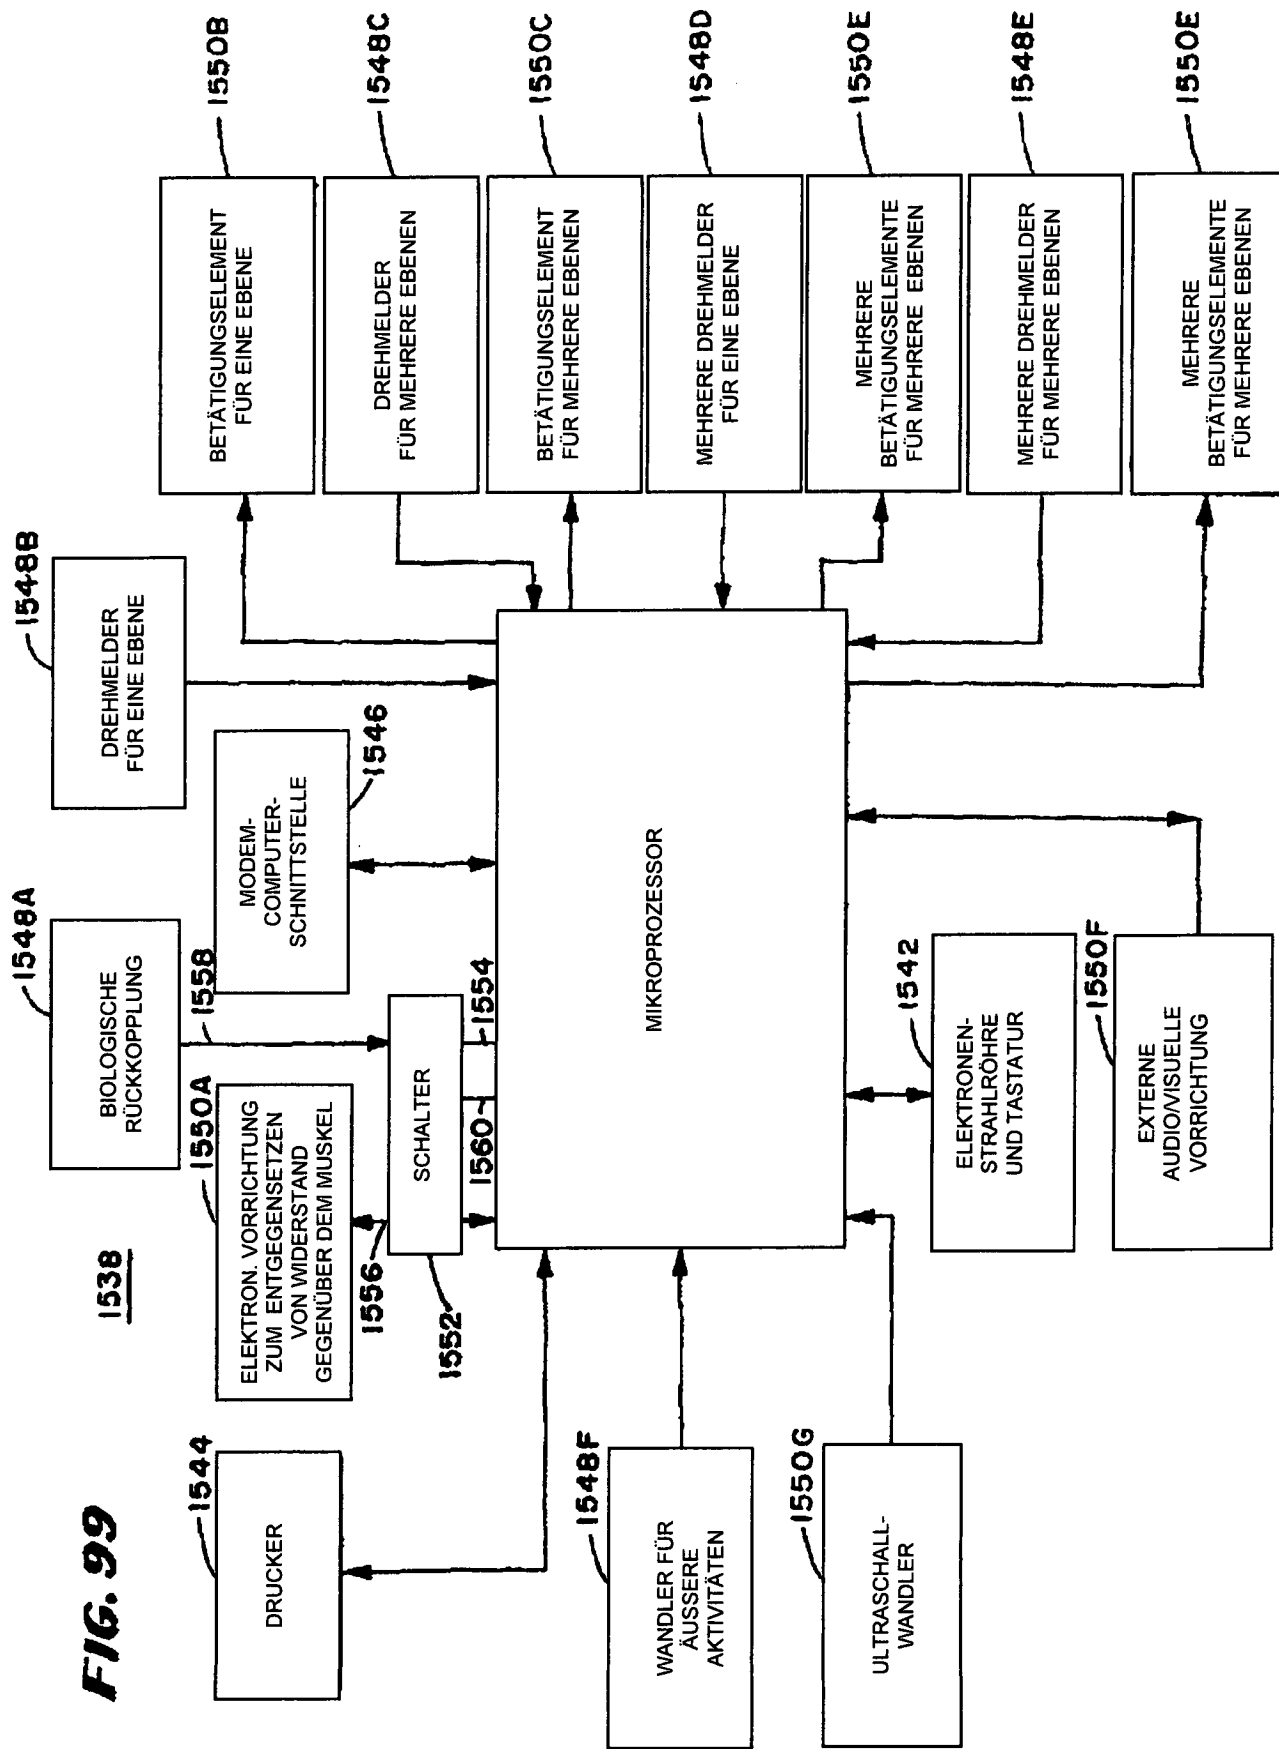 FIG. 99
1538
1544
DRUCKER
1550A
ELEKTRON. VORRICHTUNG
ZUM ENTGEGENSETZEN
VON WIDERSTAND
GEGENÜBER DEM MUSKEL
1548A
BIOLOGISCHE
RÜCKKOPPLUNG
1558
1556
SCHALTER
1552
1560
1554
MODEM-
COMPUTER-
SCHNITTSTELLE
1546
1548B
DREHMELDER
FÜR EINE EBENE
1550B
BETÄTIGUNGSELEMENT
FÜR EINE EBENE
1548C
DREHMELDER
FÜR MEHRERE EBENEN
1550C
BETÄTIGUNGSELEMENT
FÜR MEHRERE EBENEN
1548D
MEHRERE DREHMELDER
FÜR EINE EBENE
1550E
MEHRERE
BETÄTIGUNGSELEMENTE
FÜR MEHRERE EBENEN
1548E
MEHRERE DREHMELDER
FÜR MEHRERE EBENEN
1550E
MEHRERE
BETÄTIGUNGSELEMENTE
FÜR MEHRERE EBENEN
MIKROPROZESSOR
1548F
WANDLER FÜR
ÄUSSERE
AKTIVITÄTEN
1550G
ULTRASCHALL-
WANDLER
1542
ELEKTRONEN-
STRAHLRÖHRE
UND TASTATUR
1550F
EXTERNE
AUDIO/VISUELLE
VORRICHTUNG